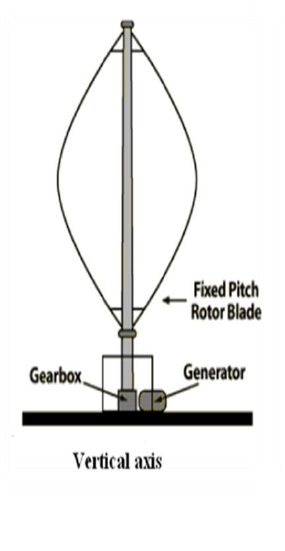 Fixed Pitch
Rotor Blade
Gearbox
Generator
Vertical axis